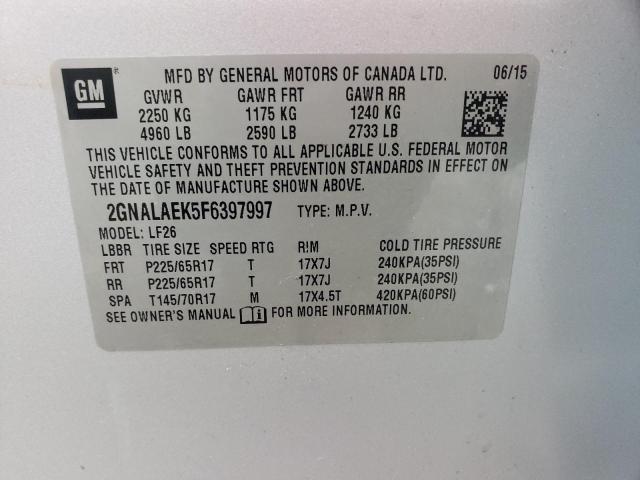 GM ® MFD BY GENERAL MOTORS OF CANADA LTD. 06/15
GVWR GAWR FRT GAWR RR
2250 KG 1175 KG 1240 KG
4960 LB 2590 LB 2733 LB
THIS VEHICLE CONFORMS TO ALL APPLICABLE U.S. FEDERAL MOTOR
VEHICLE SAFETY AND THEFT PREVENTION STANDARDS IN EFFECT ON
THE DATE OF MANUFACTURE SHOWN ABOVE.
2GNALAEK5F6397997 TYPE: M.P.V.
MODEL: LF26
LBBR TIRE SIZE SPEED RTG RIM COLD TIRE PRESSURE
FRT P225/65R17 T 17X7J 240KPA(35PSI)
RR P225/65R17 T 17X7J 240KPA(35PSI)
SPA T145/70R17 M 17X4.5T 420KPA(60PSI)
SEE OWNER'S MANUAL i FOR MORE INFORMATION.